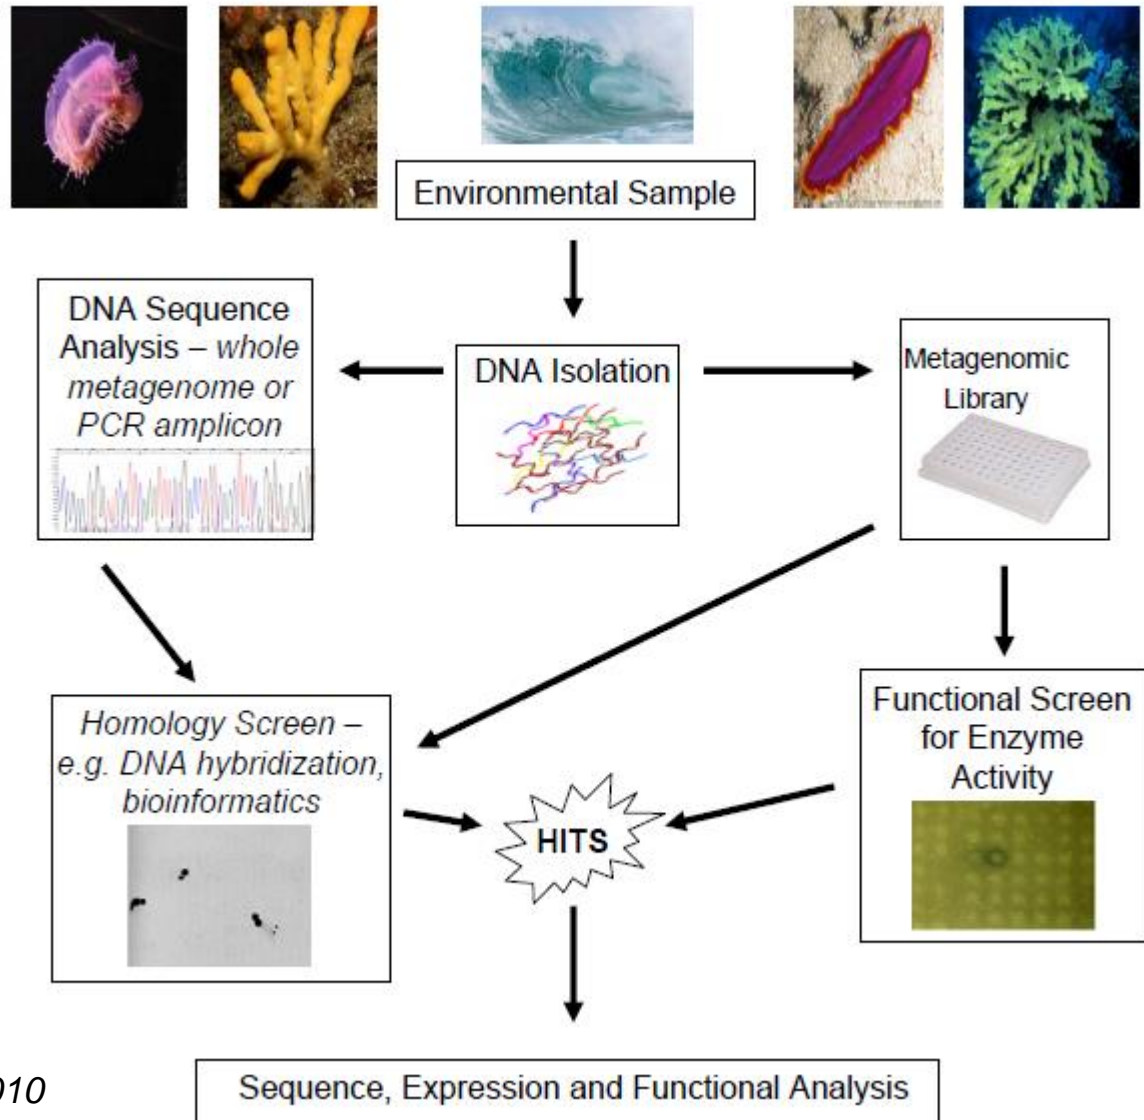 Environmental Sample
DNA Sequence
Analysis – whole
metagenome or
PCR amplicon
DNA Isolation
Metagenomic
Library
Homology Screen –
e.g. DNA hybridization,
bioinformatics
Functional Screen
for Enzyme
Activity
HITS
010
Sequence, Expression and Functional Analysis